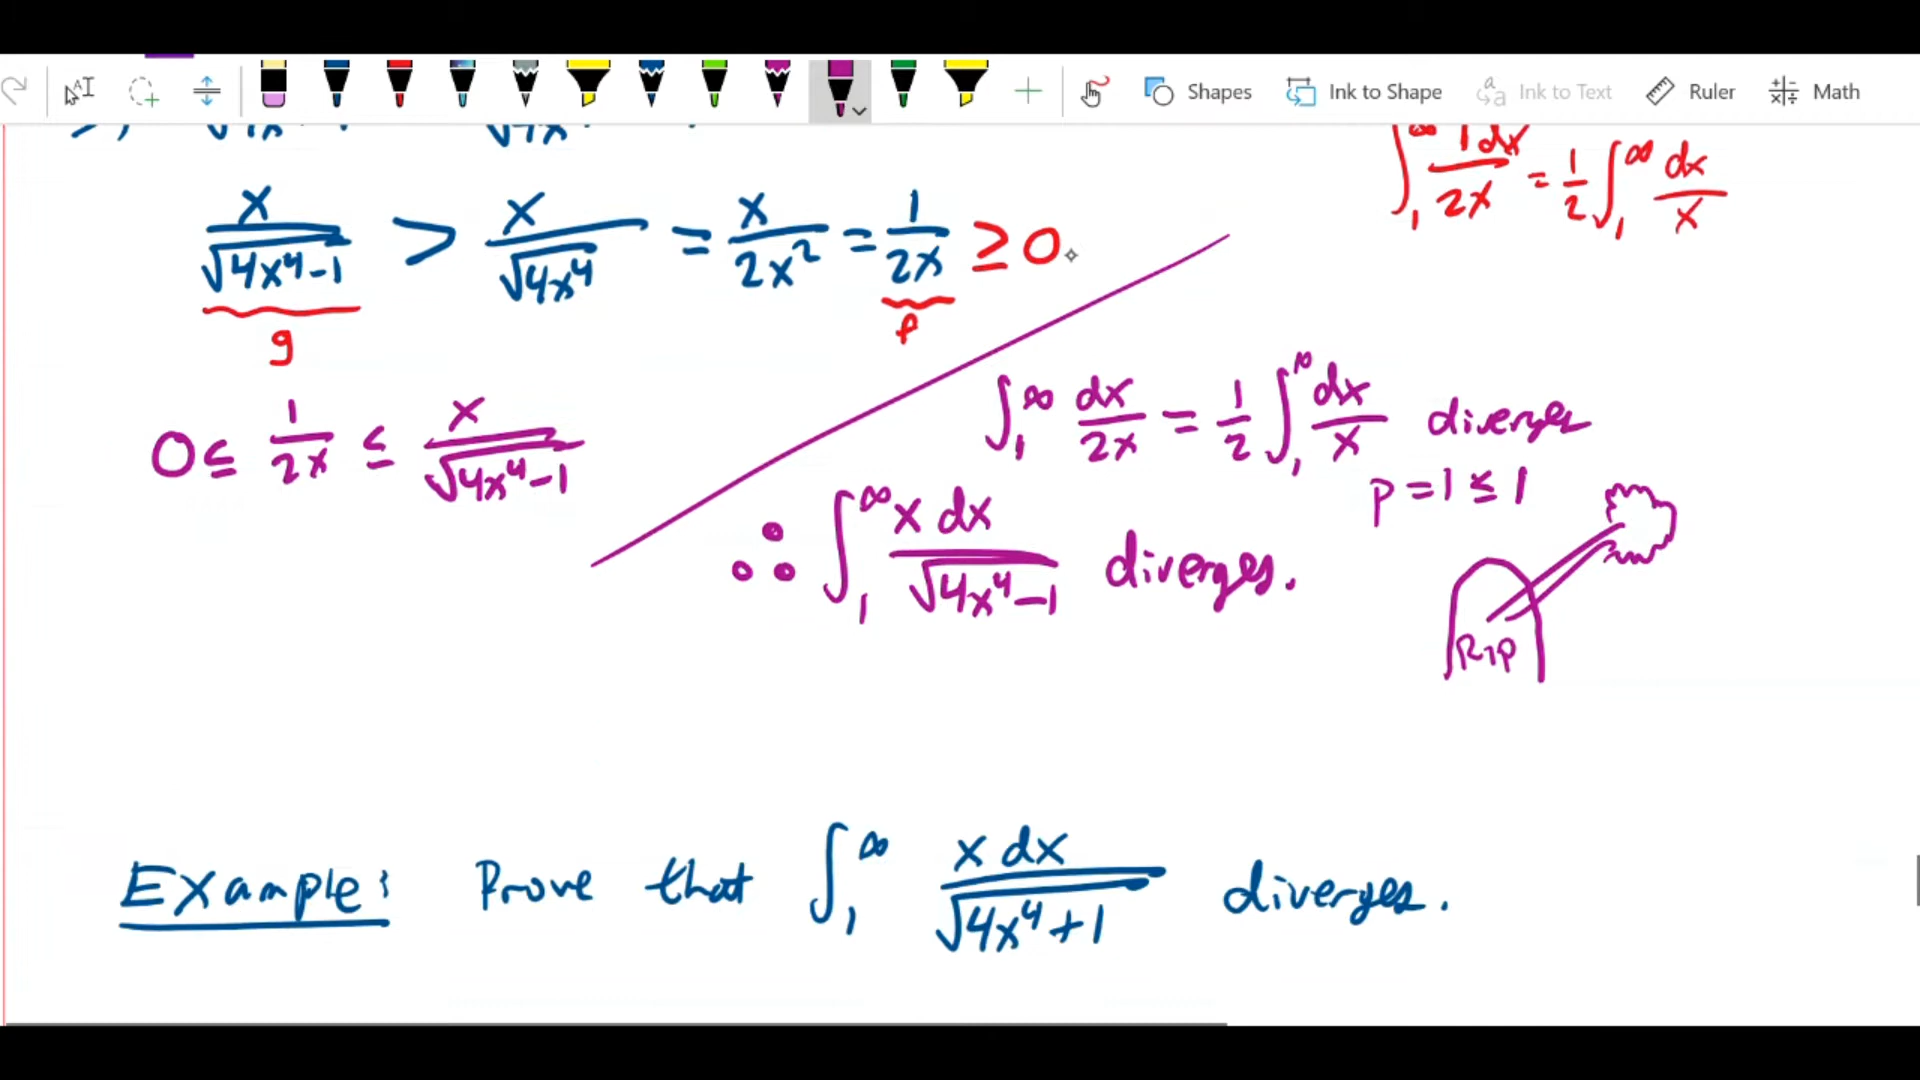 Shapes Ink to Shape Ink to Text Ruler Math
∫₁^∞ 1dx/2x = 1/2 ∫₁^∞ dx/x
x/√(4x⁴-1) > x/√(4x⁴) = x/2x² = 1/2x ≥ 0
g f
0 ≤ 1/2x ≤ x/√(4x⁴-1)
∫₁^∞ dx/2x = 1/2 ∫₁^∞ dx/x diverges
p = 1 ≤ 1
∴ ∫₁^∞ x dx/√(4x⁴-1) diverges.
RIP
Example: Prove that ∫₁^∞ x dx/√(4x⁴+1) diverges.